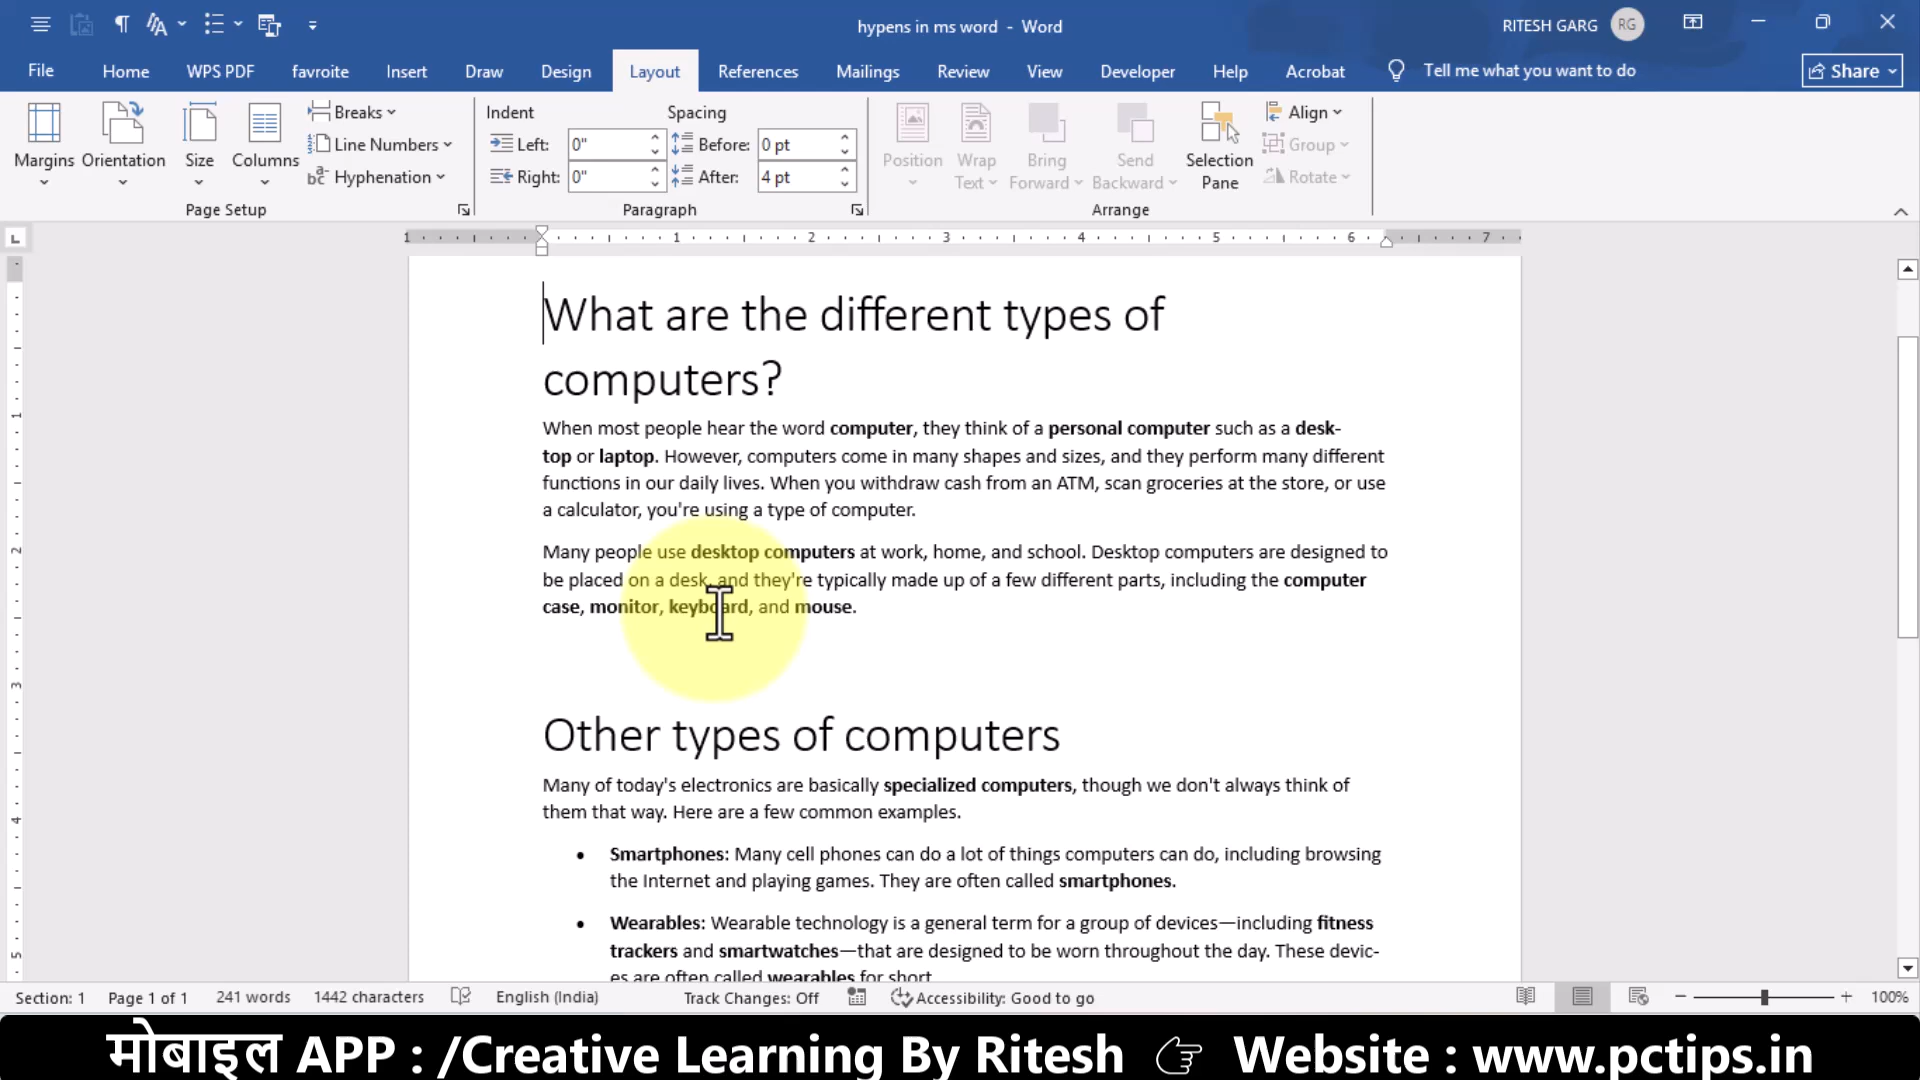 hypens in ms word - Word
RITESH GARG RG
File Home WPS PDF favroite Insert Draw Design Layout References Mailings Review View Developer Help Acrobat Tell me what you want to do Share
Margins Orientation Size Columns
Breaks
Line Numbers
Hyphenation
Page Setup
Indent Spacing
Left: 0" Before: 0 pt
Right: 0" After: 4 pt
Paragraph
Position Wrap Text Bring Forward Send Backward Selection Pane
Align
Group
Rotate
Arrange
1 1 2 3 4 5 6 7
What are the different types of
computers?
When most people hear the word computer, they think of a personal computer such as a desk-
top or laptop. However, computers come in many shapes and sizes, and they perform many different
functions in our daily lives. When you withdraw cash from an ATM, scan groceries at the store, or use
a calculator, you're using a type of computer.
Many people use desktop computers at work, home, and school. Desktop computers are designed to
be placed on a desk, and they're typically made up of a few different parts, including the computer
case, monitor, keyboard, and mouse.
Other types of computers
Many of today's electronics are basically specialized computers, though we don't always think of
them that way. Here are a few common examples.
• Smartphones: Many cell phones can do a lot of things computers can do, including browsing
the Internet and playing games. They are often called smartphones.
• Wearables: Wearable technology is a general term for a group of devices—including fitness
trackers and smartwatches—that are designed to be worn throughout the day. These devic-
es are often called wearables for short.
1
2
3
4
5
Section: 1 Page 1 of 1 241 words 1442 characters English (India) Track Changes: Off Accessibility: Good to go 100%
मोबाइल APP : /Creative Learning By Ritesh Website : www.pctips.in